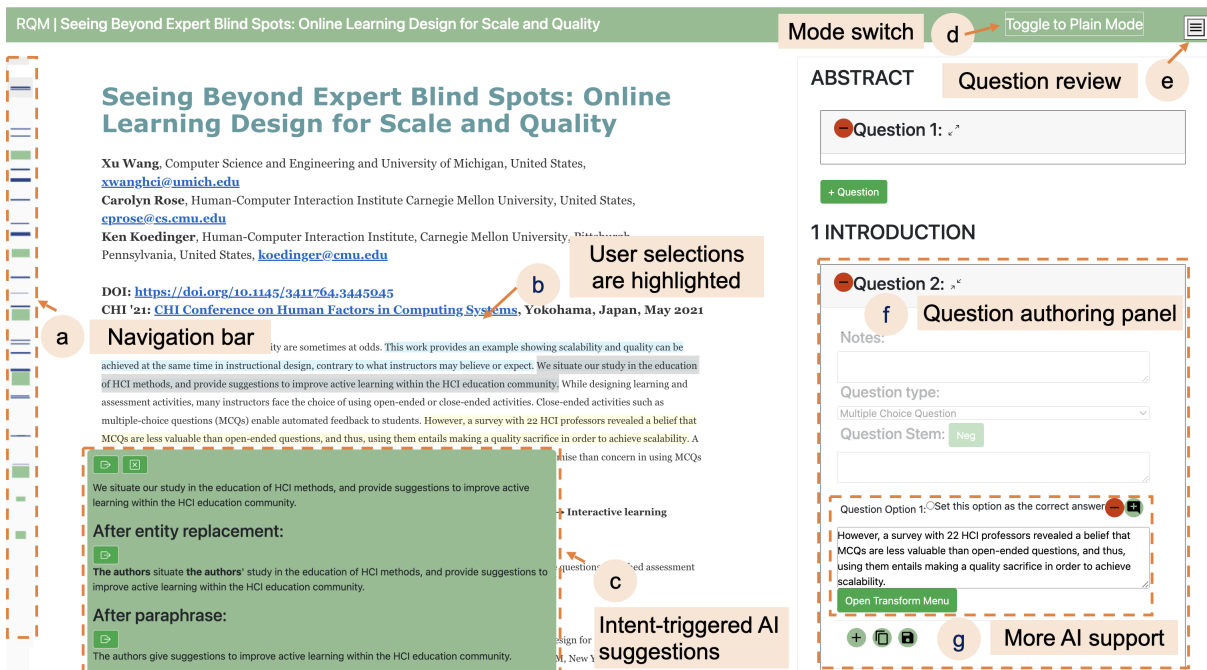 RQM | Seeing Beyond Expert Blind Spots: Online Learning Design for Scale and Quality
Mode switch
d
Toggle to Plain Mode
e
Question review
Seeing Beyond Expert Blind Spots: Online
Learning Design for Scale and Quality
Xu Wang, Computer Science and Engineering and University of Michigan, United States,
xwanghci@umich.edu
Carolyn Rose, Human-Computer Interaction Institute Carnegie Mellon University, United States,
cprose@cs.cmu.edu
Ken Koedinger, Human-Computer Interaction Institute, Carnegie Mellon University,
Pennsylvania, United States, koedinger@cmu.edu
User selections
are highlighted
b
DOI: https://doi.org/10.1145/3411764.3445045
CHI '21: CHI Conference on Human Factors in Computing Systems, Yokohama, Japan, May 2021
a
Navigation bar
are sometimes at odds. This work provides an example showing scalability and quality can be
achieved at the same time in instructional design, contrary to what instructors may believe or expect. We situate our study in the education
of HCI methods, and provide suggestions to improve active learning within the HCI education community. While designing learning and
assessment activities, many instructors face the choice of using open-ended or close-ended activities. Close-ended activities such as
multiple-choice questions (MCQs) enable automated feedback to students. However, a survey with 22 HCI professors revealed a belief that
MCQs are less valuable than open-ended questions, and thus, using them entails making a quality sacrifice in order to achieve scalability. A
than concern in using MCQs
We situate our study in the education of HCI methods, and provide suggestions to improve active
learning within the HCI education community.
After entity replacement:
The authors situate the authors' study in the education of HCI methods, and provide suggestions to
improve active learning within the HCI education community.
After paraphrase:
The authors give suggestions to improve active learning within the HCI education community.
Interactive learning
questions assessment
c
Intent-triggered AI
suggestions
design for
M, New Y
ABSTRACT
Question 1:
+ Question
1 INTRODUCTION
Question 2:
f
Question authoring panel
Notes:
Question type:
Multiple Choice Question
Question Stem: Neg
Question Option 1: Set this option as the correct answer
However, a survey with 22 HCI professors revealed a belief that
MCQs are less valuable than open-ended questions, and thus,
using them entails making a quality sacrifice in order to achieve
scalability.
Open Transform Menu
g
More AI support